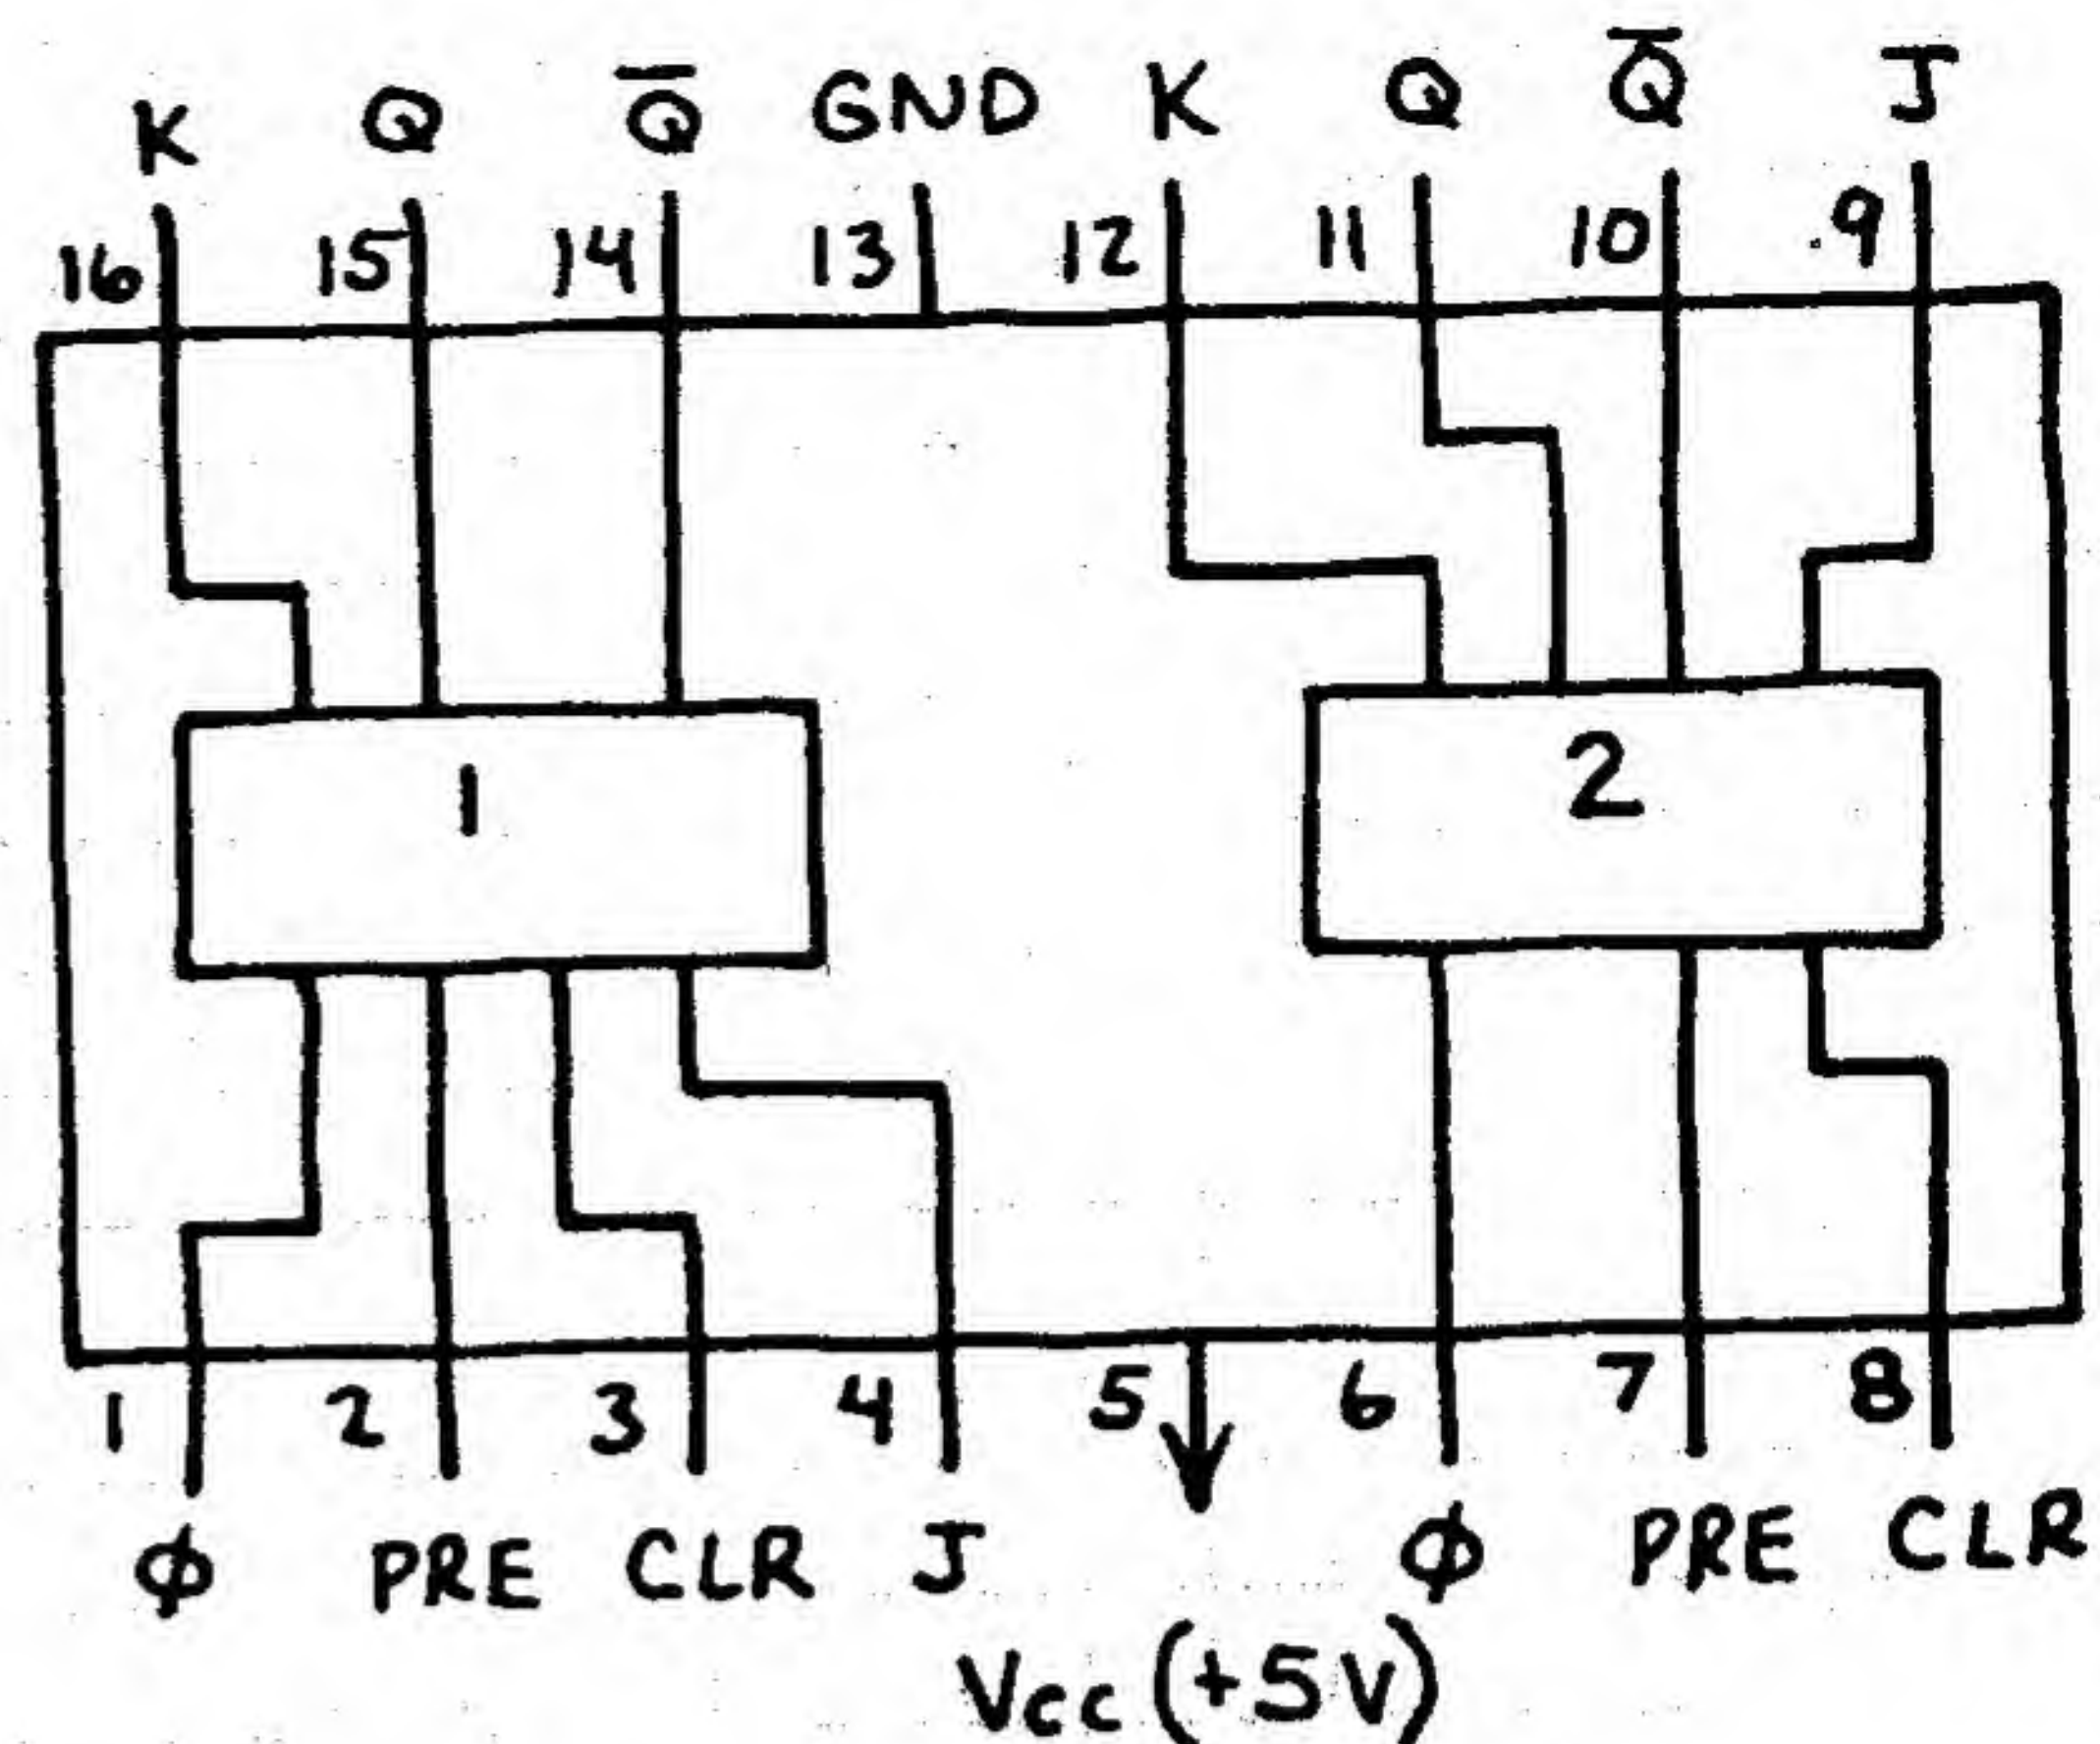 K Q Q̅ GND K Q Q̅ J
16 15 14 13 12 11 10 9
1 2
1 2 3 4 5 6 7 8
ϕ PRE CLR J ϕ PRE CLR
Vcc (+5V)